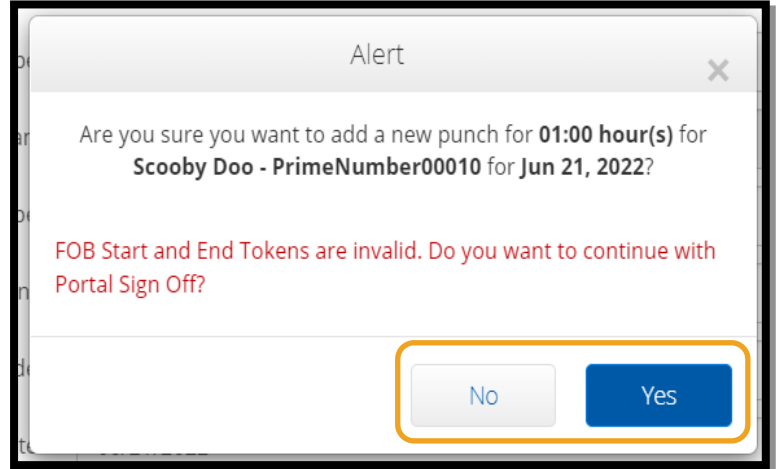 Alert
×
Are you sure you want to add a new punch for 01:00 hour(s) for
Scooby Doo - PrimeNumber00010 for Jun 21, 2022?
FOB Start and End Tokens are invalid. Do you want to continue with
Portal Sign Off?
No
Yes